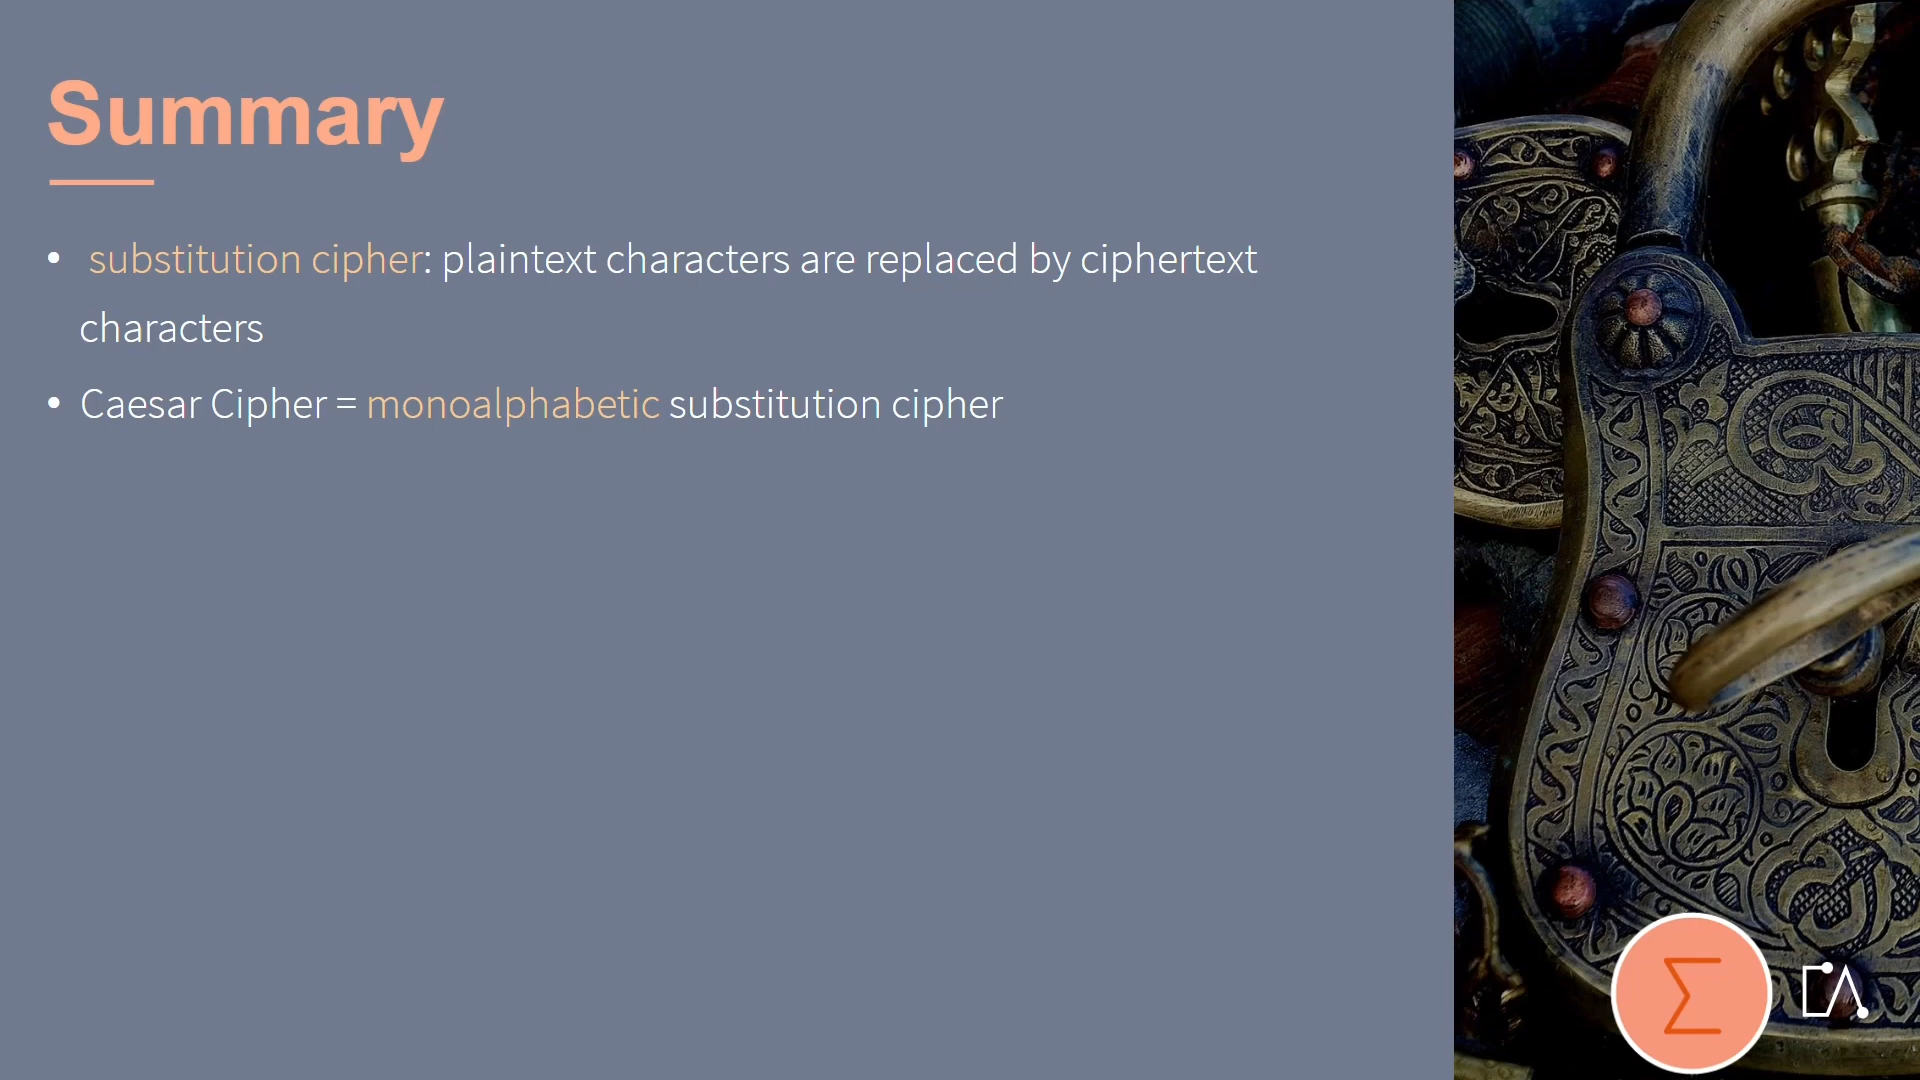 Summary
• substitution cipher: plaintext characters are replaced by ciphertext
characters
• Caesar Cipher = monoalphabetic substitution cipher
Σ